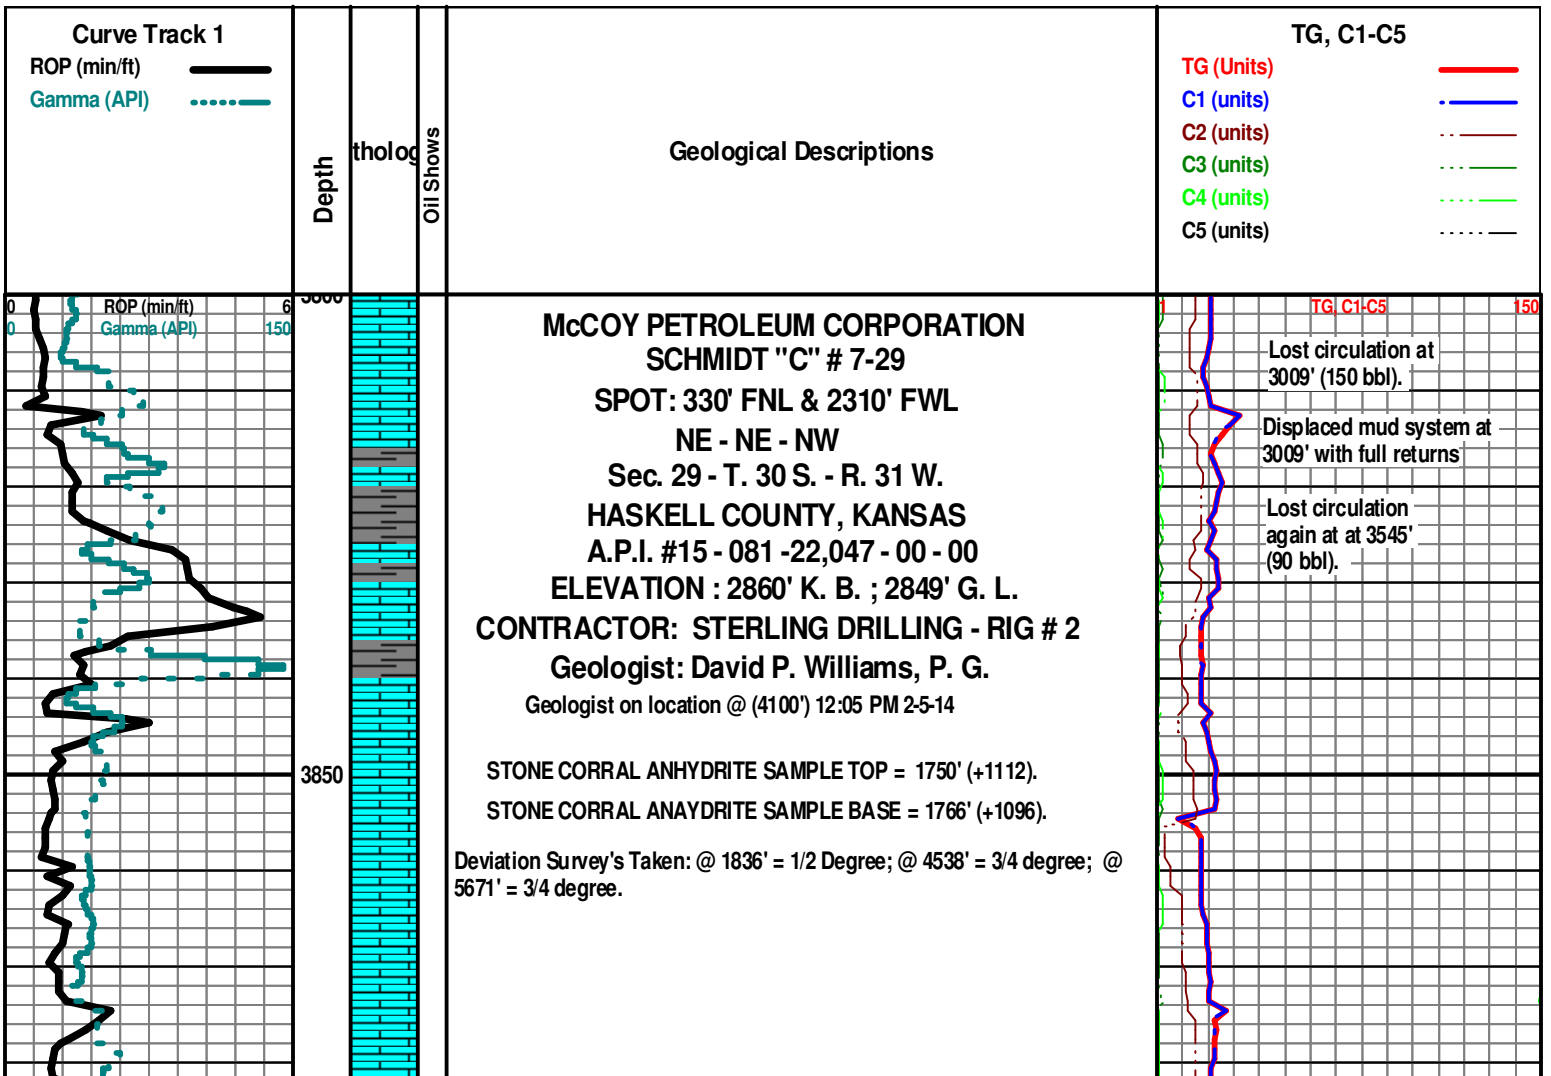 Curve Track 1
ROP (min/ft)
Gamma (API)
Depth
tholog
Oil Shows
Geological Descriptions
TG, C1-C5
TG (Units)
C1 (units)
C2 (units)
C3 (units)
C4 (units)
C5 (units)
0 ROP (min/ft) 6
0 Gamma (API) 150
3800
1 TG, C1-C5 150
McCOY PETROLEUM CORPORATION
SCHMIDT "C" # 7-29
SPOT: 330' FNL & 2310' FWL
NE - NE - NW
Sec. 29 - T. 30 S. - R. 31 W.
HASKELL COUNTY, KANSAS
A.P.I. #15 - 081 -22,047 - 00 - 00
ELEVATION : 2860' K. B. ; 2849' G. L.
CONTRACTOR: STERLING DRILLING - RIG # 2
Geologist: David P. Williams, P. G.
Geologist on location @ (4100') 12:05 PM 2-5-14
3850
STONE CORRAL ANHYDRITE SAMPLE TOP = 1750' (+1112).
STONE CORRAL ANAYDRITE SAMPLE BASE = 1766' (+1096).
Deviation Survey's Taken: @ 1836' = 1/2 Degree; @ 4538' = 3/4 degree; @
5671' = 3/4 degree.
Lost circulation at
3009' (150 bbl).
Displaced mud system at
3009' with full returns
Lost circulation
again at at 3545'
(90 bbl).